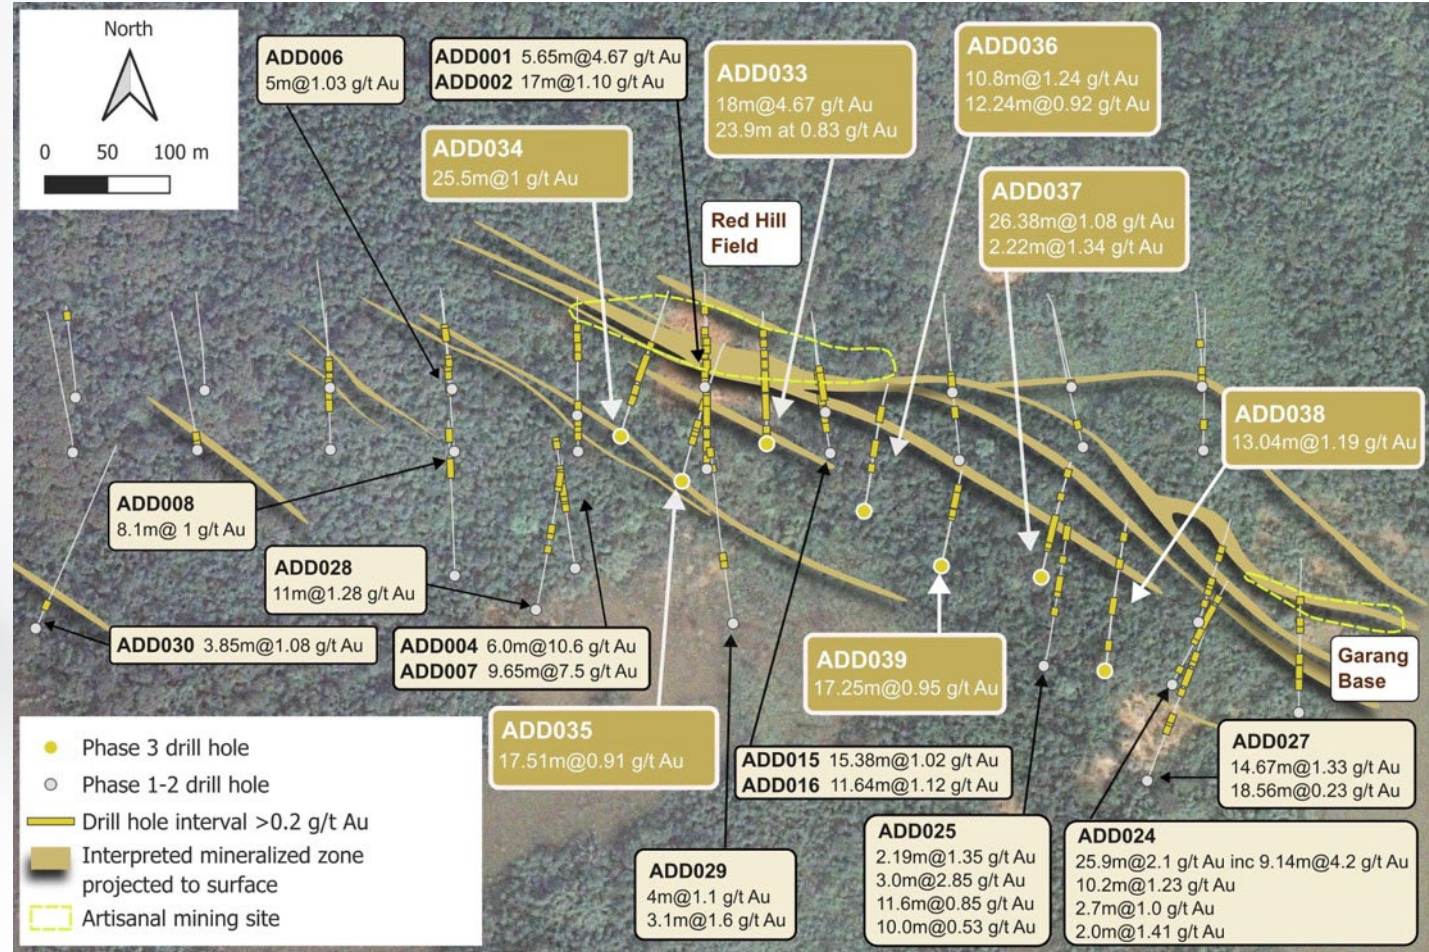 North
0 50 100 m
ADD006
5m@1.03 g/t Au
ADD001 5.65m@4.67 g/t Au
ADD002 17m@1.10 g/t Au
ADD033
18m@4.67 g/t Au
23.9m at 0.83 g/t Au
ADD036
10.8m@1.24 g/t Au
12.24m@0.92 g/t Au
ADD034
25.5m@1 g/t Au
Red Hill
Field
ADD037
26.38m@1.08 g/t Au
2.22m@1.34 g/t Au
ADD038
13.04m@1.19 g/t Au
ADD008
8.1m@ 1 g/t Au
ADD028
11m@1.28 g/t Au
ADD030 3.85m@1.08 g/t Au
ADD004 6.0m@10.6 g/t Au
ADD007 9.65m@7.5 g/t Au
ADD039
17.25m@0.95 g/t Au
Garang
Base
ADD035
17.51m@0.91 g/t Au
ADD015 15.38m@1.02 g/t Au
ADD016 11.64m@1.12 g/t Au
ADD027
14.67m@1.33 g/t Au
18.56m@0.23 g/t Au
ADD029
4m@1.1 g/t Au
3.1m@1.6 g/t Au
ADD025
2.19m@1.35 g/t Au
3.0m@2.85 g/t Au
11.6m@0.85 g/t Au
10.0m@0.53 g/t Au
ADD024
25.9m@2.1 g/t Au inc 9.14m@4.2 g/t Au
10.2m@1.23 g/t Au
2.7m@1.0 g/t Au
2.0m@1.41 g/t Au
Phase 3 drill hole
Phase 1-2 drill hole
Drill hole interval >0.2 g/t Au
Interpreted mineralized zone
projected to surface
Artisanal mining site